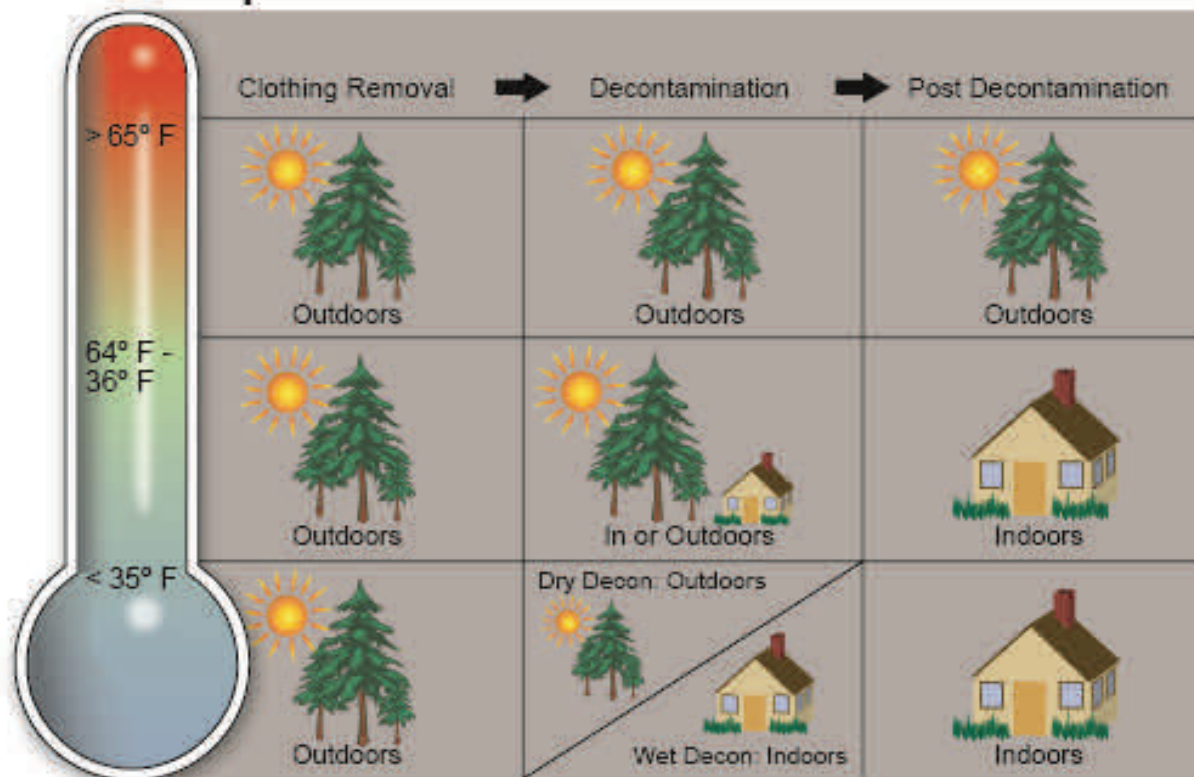 Clothing Removal Decontamination Post Decontamination
> 65° F
Outdoors Outdoors Outdoors
64° F -
36° F
Outdoors In or Outdoors Indoors
< 35° F
Dry Decon: Outdoors
Wet Decon: Indoors
Outdoors Indoors